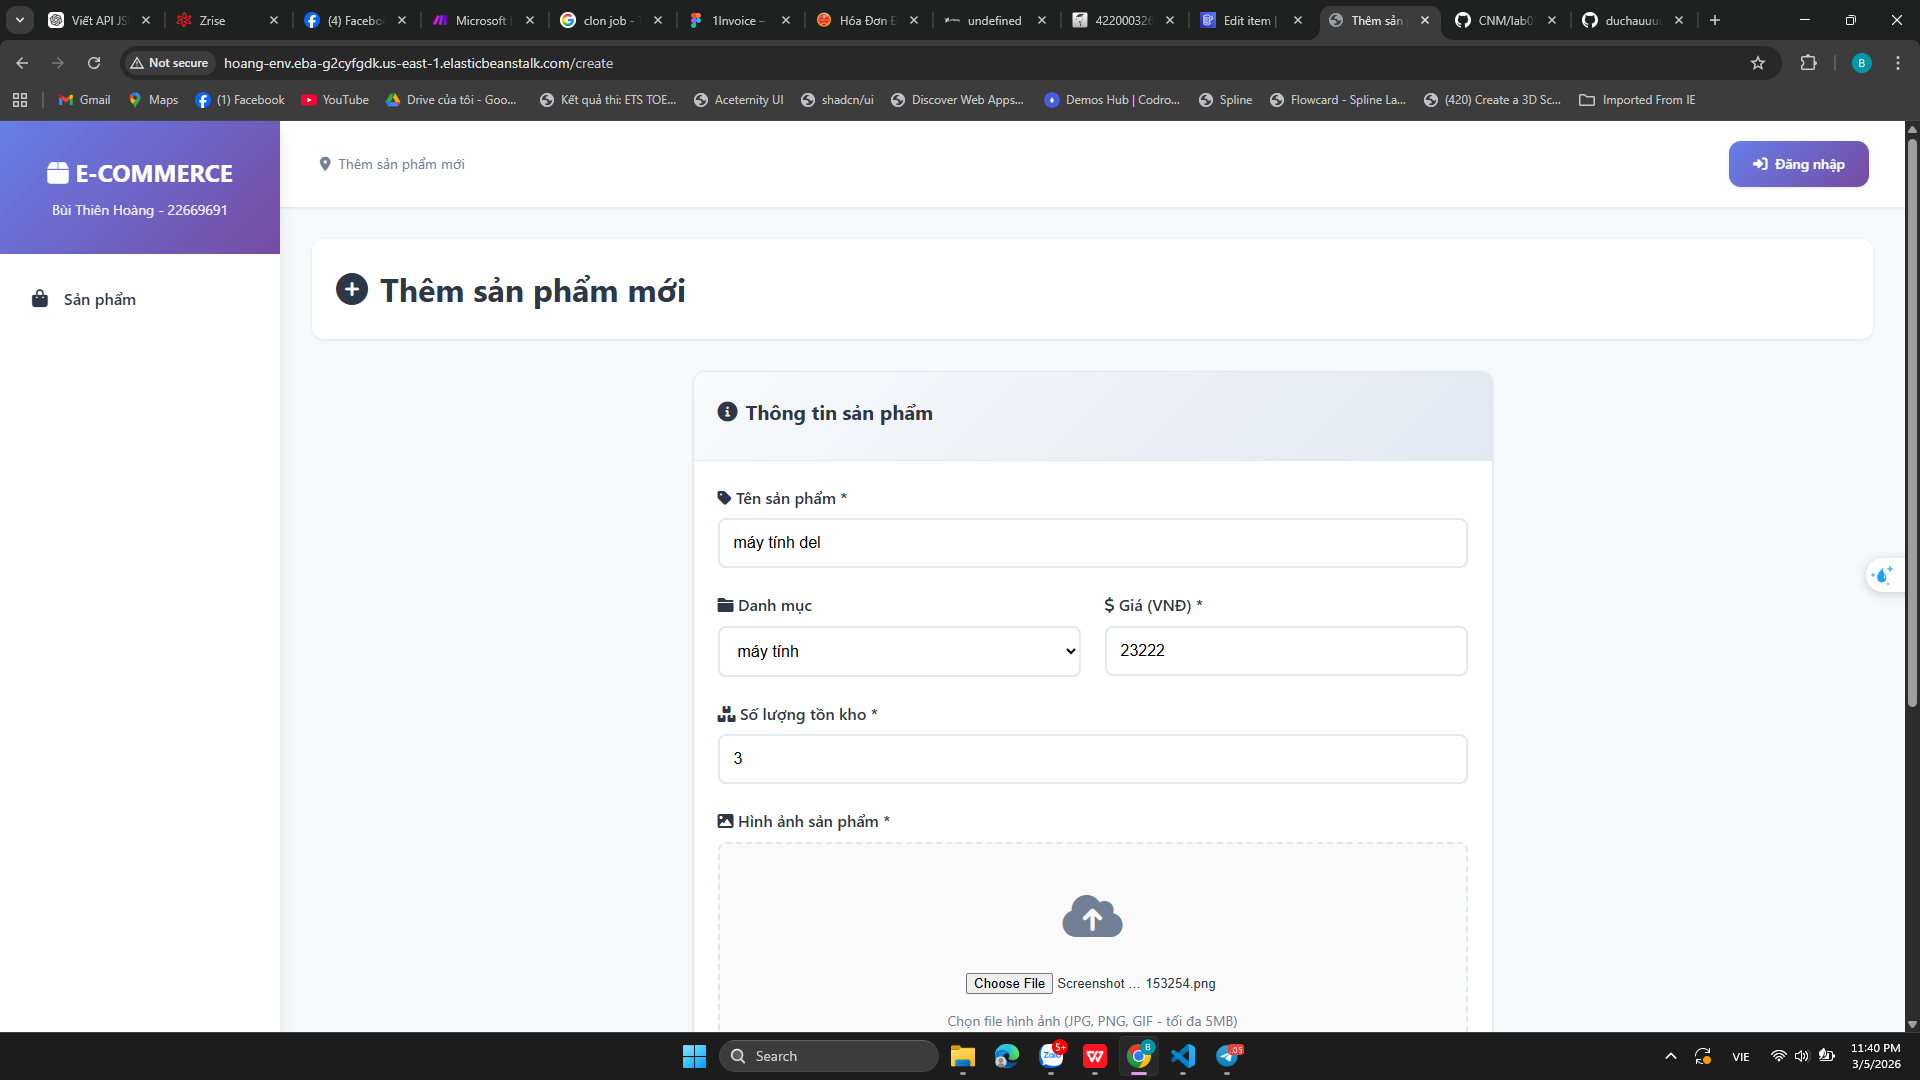 Viết API JS
Zrise
(4) Facebo
Microsoft
clon job -
1Invoice –
Hóa Đơn
undefined
42200032
Edit item |
Thêm sản
CNM/lab0
duchauuu
Not secure
hoang-env.eba-g2cyfgdk.us-east-1.elasticbeanstalk.com/create
B
Gmail
Maps
(1) Facebook
YouTube
Drive của tôi - Goo...
Kết quả thi: ETS TOE...
Aceternity UI
shadcn/ui
Discover Web Apps...
Demos Hub | Codro...
Spline
Flowcard - Spline La...
(420) Create a 3D Sc...
Imported From IE
E-COMMERCE
Bùi Thiên Hoàng - 22669691
Sản phẩm
Thêm sản phẩm mới
Đăng nhập
Thêm sản phẩm mới
Thông tin sản phẩm
Tên sản phẩm *
máy tính del
Danh mục
Giá (VNĐ) *
máy tính
23222
Số lượng tồn kho *
3
Hình ảnh sản phẩm *
Choose File Screenshot ... 153254.png
Chọn file hình ảnh (JPG, PNG, GIF - tối đa 5MB)
Search
Zalo
5+
B
VIE
11:40 PM
3/5/2026